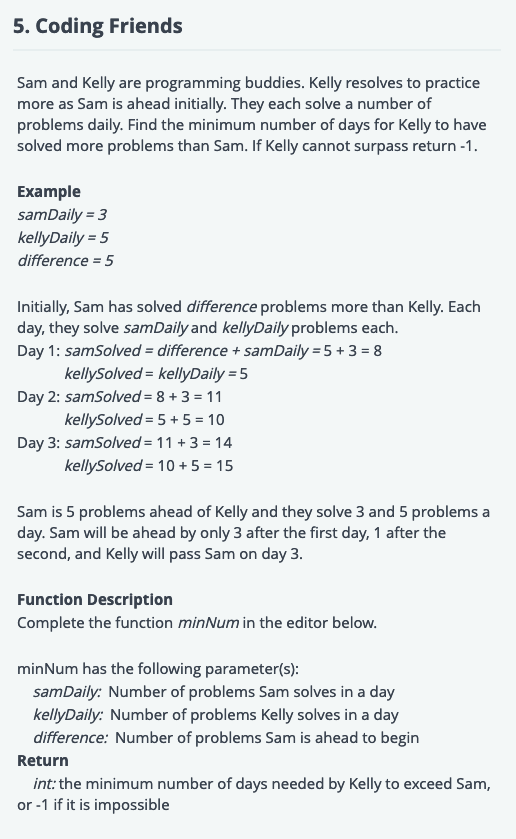 5. Coding Friends
Sam and Kelly are programming buddies. Kelly resolves to practice
more as Sam is ahead initially. They each solve a number of
problems daily. Find the minimum number of days for Kelly to have
solved more problems than Sam. If Kelly cannot surpass return -1.
Example
samDaily = 3
kellyDaily = 5
difference = 5
Initially, Sam has solved difference problems more than Kelly. Each
day, they solve samDaily and kellyDaily problems each.
Day 1: samSolved = difference + samDaily = 5 + 3 = 8
kellySolved = kellyDaily = 5
Day 2: samSolved = 8 + 3 = 11
kellySolved = 5 + 5 = 10
Day 3: samSolved = 11 + 3 = 14
kellySolved = 10 + 5 = 15
Sam is 5 problems ahead of Kelly and they solve 3 and 5 problems a
day. Sam will be ahead by only 3 after the first day, 1 after the
second, and Kelly will pass Sam on day 3.
Function Description
Complete the function minNum in the editor below.
minNum has the following parameter(s):
samDaily: Number of problems Sam solves in a day
kellyDaily: Number of problems Kelly solves in a day
difference: Number of problems Sam is ahead to begin
Return
int: the minimum number of days needed by Kelly to exceed Sam,
or -1 if it is impossible